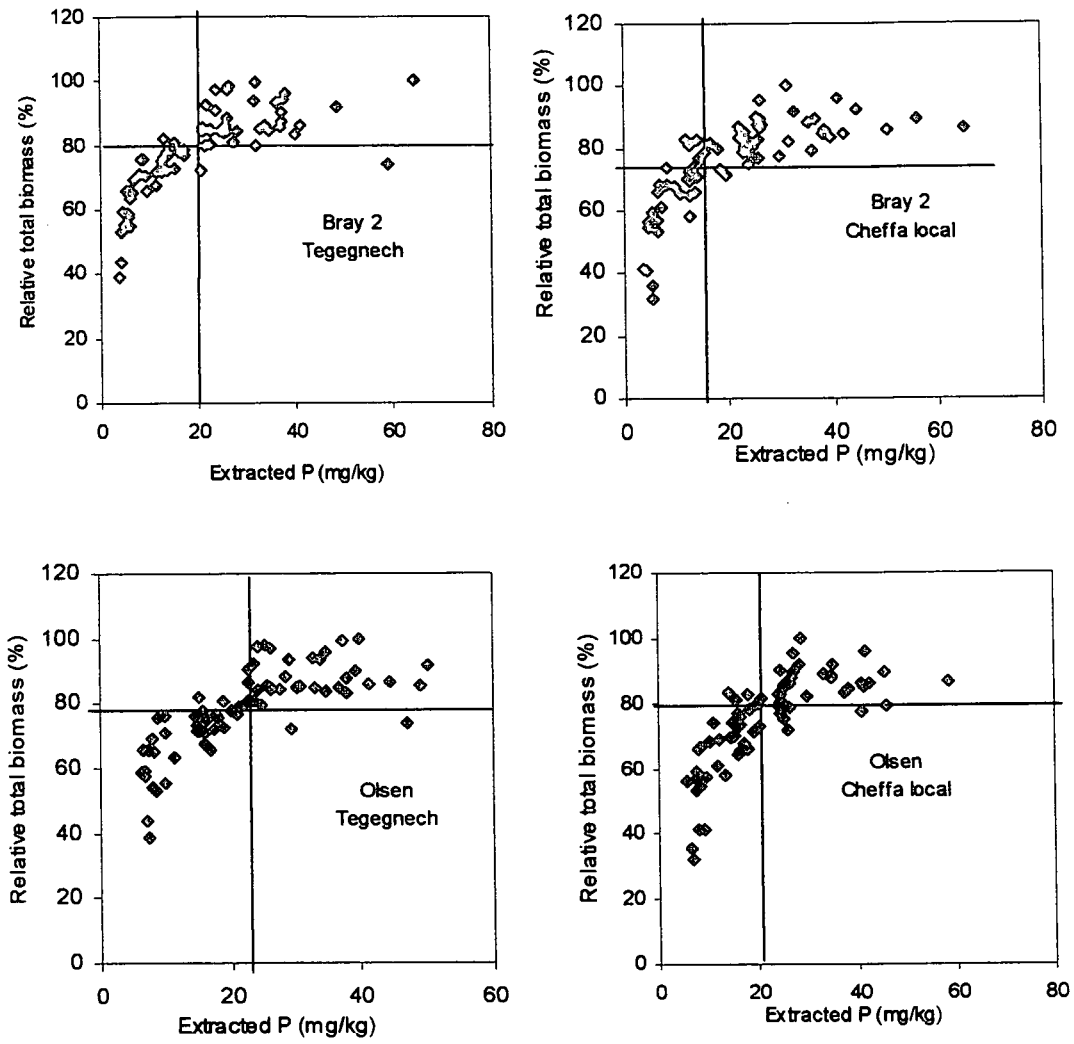 120
100
80
60
40
20
0
Relative total biomass (%)
Bray 2
Tegegnech
0 20 40 60 80
Extracted P (mg/kg)
120
100
80
60
40
20
0
Relative total biomass (%)
Bray 2
Cheffa local
0 20 40 60 80
Extracted P (mg/kg)
120
100
80
60
40
20
0
Relative total biomass (%)
Olsen
Tegegnech
0 20 40 60
Extracted P (mg/kg)
120
100
80
60
40
20
0
Relative total biomass (%)
Olsen
Cheffa local
0 20 40 60 80
Extracted P (mg/kg)